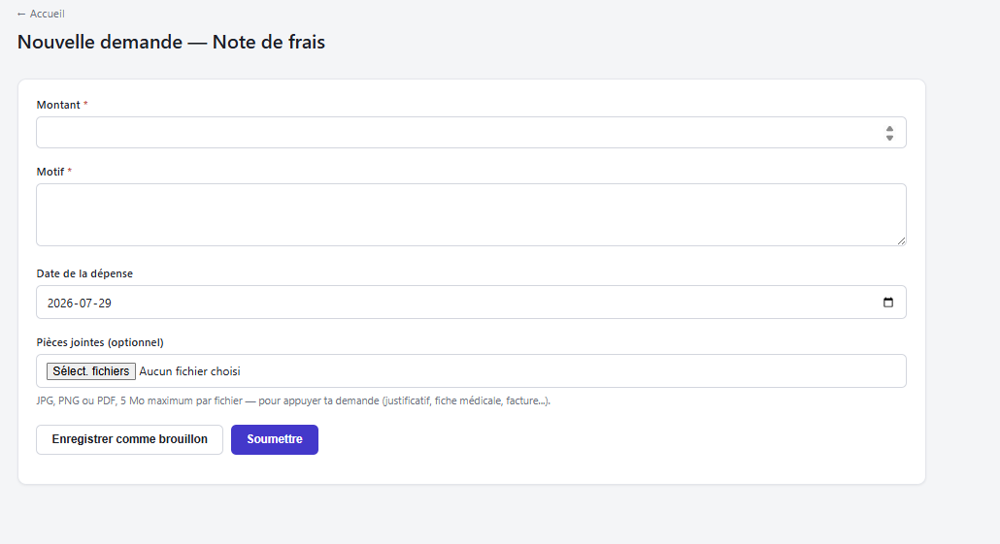 ← Accueil
Nouvelle demande — Note de frais
Montant *
Motif *
Date de la dépense
2026-07-29
Pièces jointes (optionnel)
Sélect. fichiers Aucun fichier choisi
JPG, PNG ou PDF, 5 Mo maximum par fichier — pour appuyer ta demande (justificatif, fiche médicale, facture...).
Enregistrer comme brouillon Soumettre